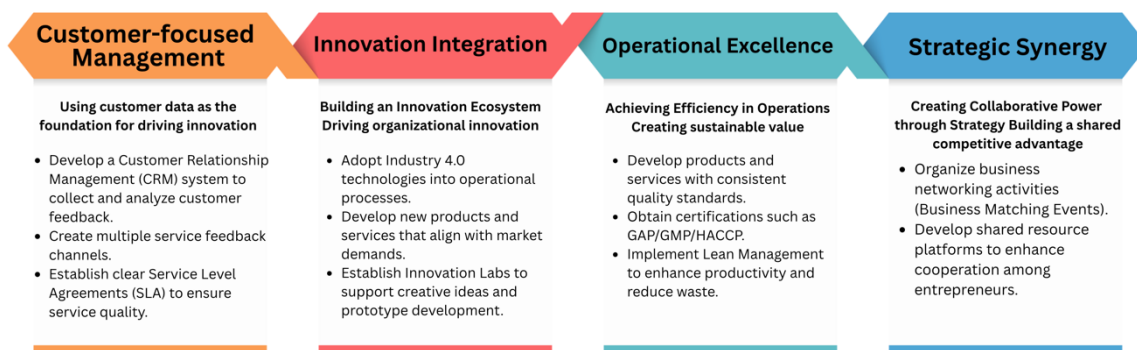 Customer-focused
Management
Using customer data as the
foundation for driving innovation
• Develop a Customer Relationship
Management (CRM) system to
collect and analyze customer
feedback.
• Create multiple service feedback
channels.
• Establish clear Service Level
Agreements (SLA) to ensure
service quality.
Innovation Integration
Building an Innovation Ecosystem
Driving organizational innovation
• Adopt Industry 4.0
technologies into operational
processes.
• Develop new products and
services that align with market
demands.
• Establish Innovation Labs to
support creative ideas and
prototype development.
Operational Excellence
Achieving Efficiency in Operations
Creating sustainable value
• Develop products and
services with consistent
quality standards.
• Obtain certifications such as
GAP/GMP/HACCP.
• Implement Lean Management
to enhance productivity and
reduce waste.
Strategic Synergy
Creating Collaborative Power
through Strategy Building a shared
competitive advantage
• Organize business
networking activities
(Business Matching Events).
• Develop shared resource
platforms to enhance
cooperation among
entrepreneurs.